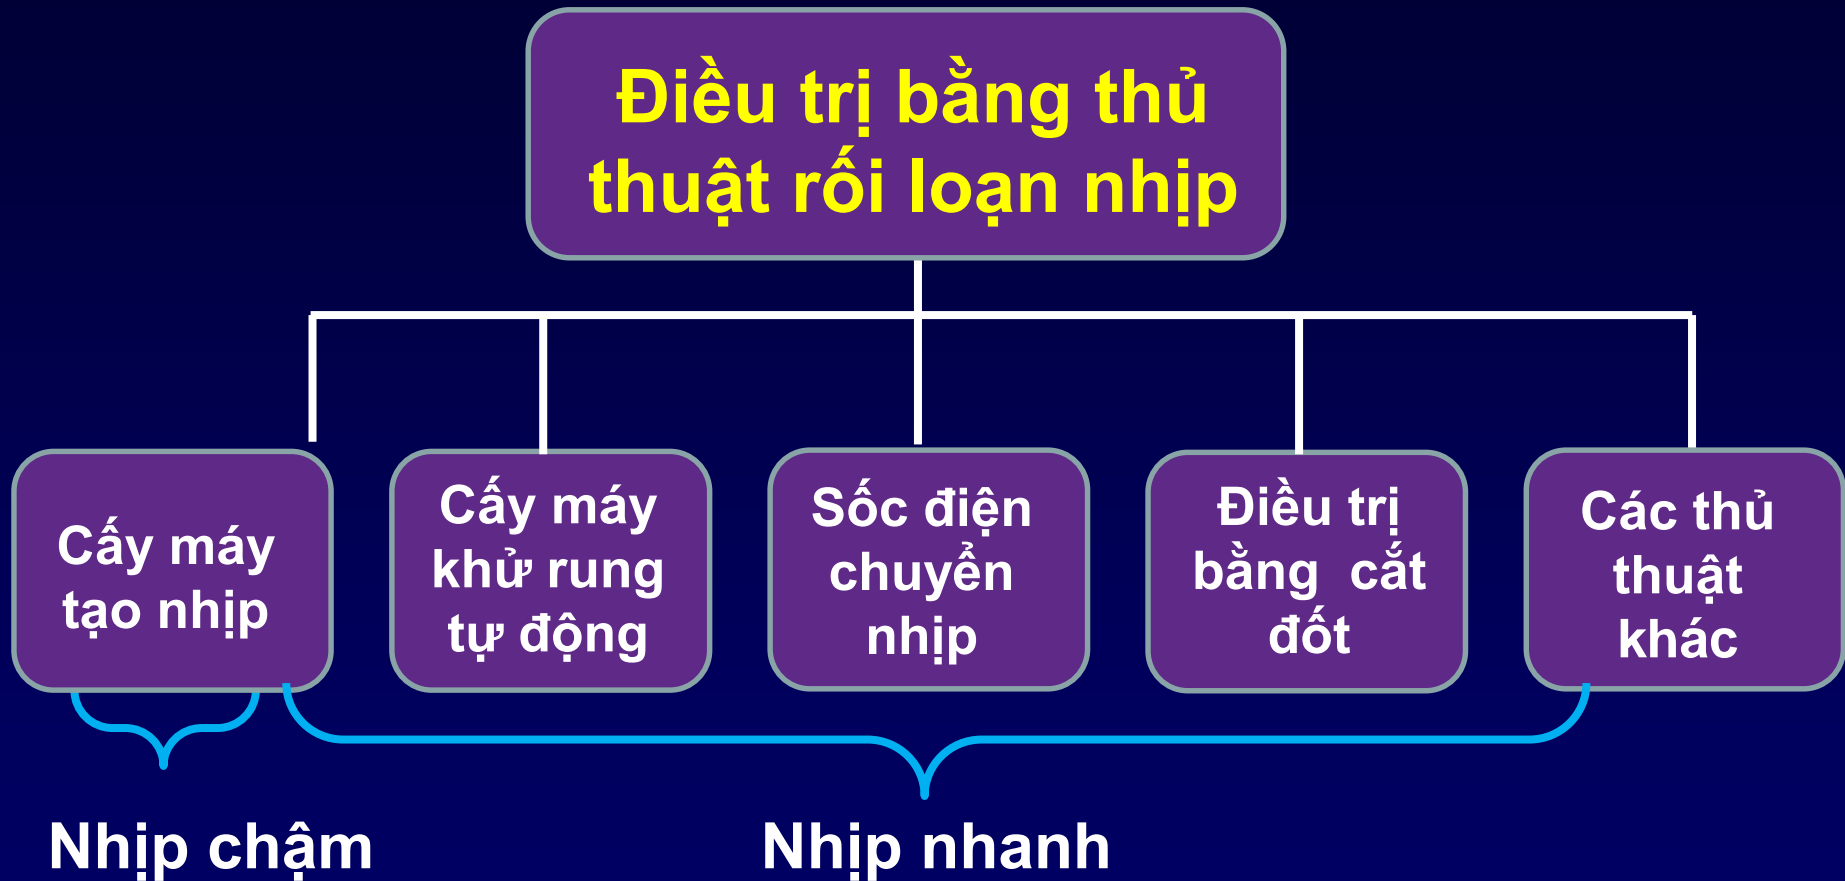 Điều trị bằng thủ
thuật rối loạn nhịp
Cấy máy
tạo nhịp
Cấy máy
khử rung
tự động
Sốc điện
chuyển
nhịp
Điều trị
bằng cắt
đốt
Các thủ
thuật
khác
Nhịp chậm
Nhịp nhanh